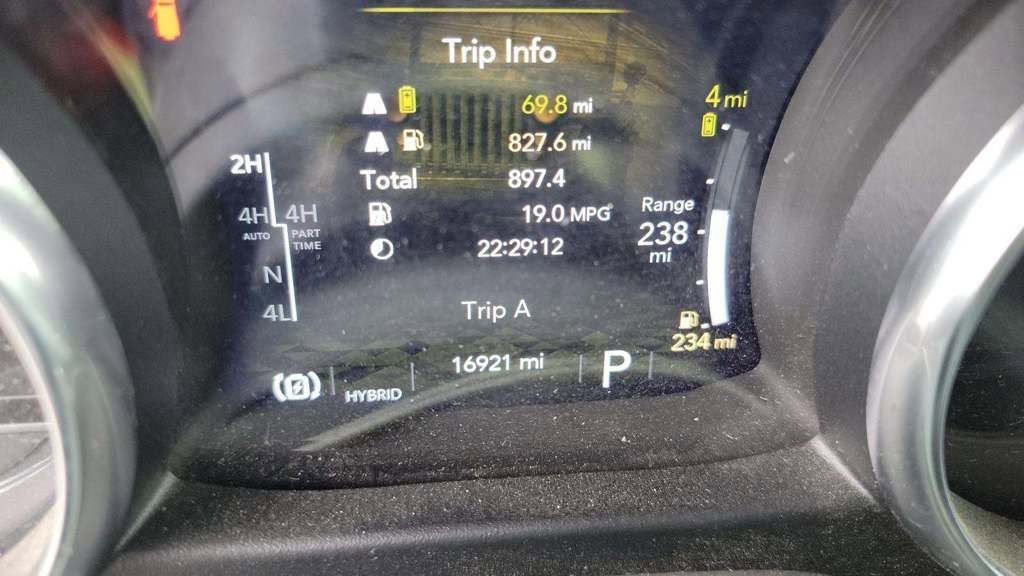 Trip Info
69.8 mi
827.6 mi
Total 897.4
19.0 MPG
22:29:12
Trip A
2H
4H AUTO
4H PART TIME
N
4L
4 mi
Range
238
mi
234 mi
HYBRID
16921 mi
P